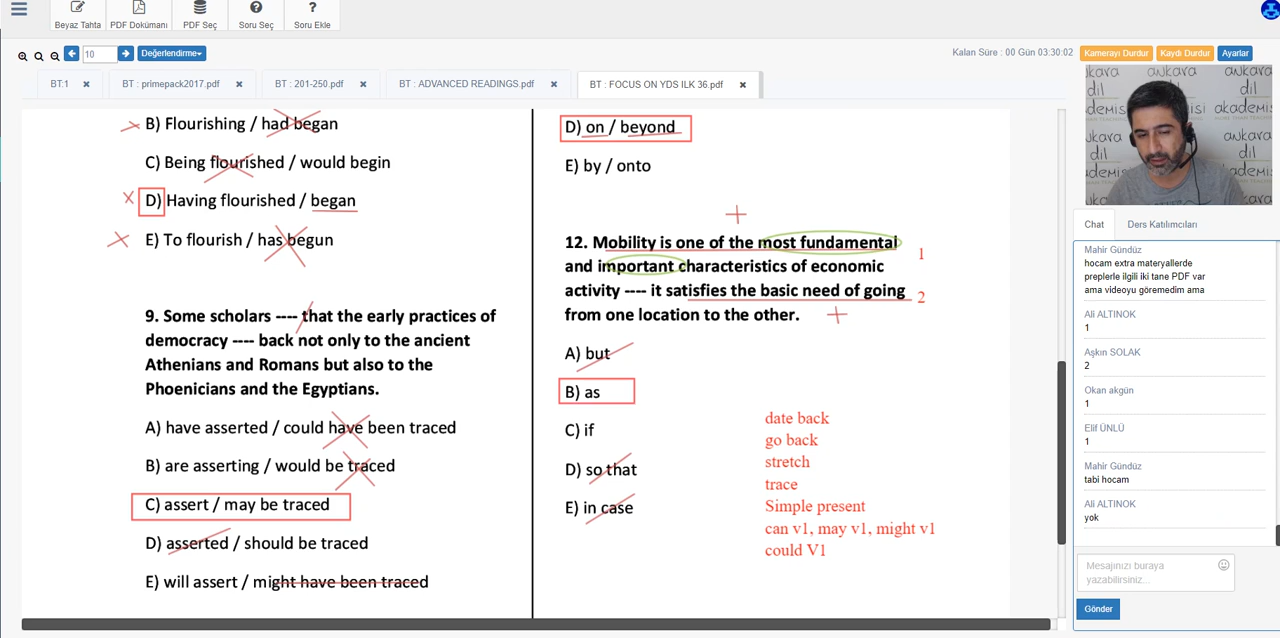 Beyaz Tahta
PDF Dokümanı
PDF Seç
Soru Seç
Soru Ekle
10
Değerlendirme
Kalan Süre : 00 Gün 03:30:02
Kamerayı Durdur
Kaydı Durdur
Ayarlar
BT.1
BT : primepack2017.pdf
BT : 201-250.pdf
BT : ADVANCED READINGS.pdf
BT : FOCUS ON YDS ILK 36.pdf
B) Flourishing / had began
C) Being flourished / would begin
D) Having flourished / began
E) To flourish / has begun
9. Some scholars ---- that the early practices of
democracy ---- back not only to the ancient
Athenians and Romans but also to the
Phoenicians and the Egyptians.
A) have asserted / could have been traced
B) are asserting / would be traced
C) assert / may be traced
D) asserted / should be traced
E) will assert / might have been traced
D) on / beyond
E) by / onto
12. Mobility is one of the most fundamental
and important characteristics of economic
activity ---- it satisfies the basic need of going
from one location to the other.
1
2
A) but
B) as
C) if
D) so that
E) in case
date back
go back
stretch
trace
Simple present
can v1, may v1, might v1
could V1
ankara
dil
akademisi
Chat
Ders Katılımcıları
Mahir Gündüz
hocam extra materyallerde
preplerle ilgili iki tane PDF var
ama videoyu göremedim ama
Ali ALTINOK
1
Aşkın SOLAK
2
Okan akgün
1
Elif ÜNLÜ
1
Mahir Gündüz
tabi hocam
Ali ALTINOK
yok
Mesajınızı buraya
yazabilirsiniz...
Gönder